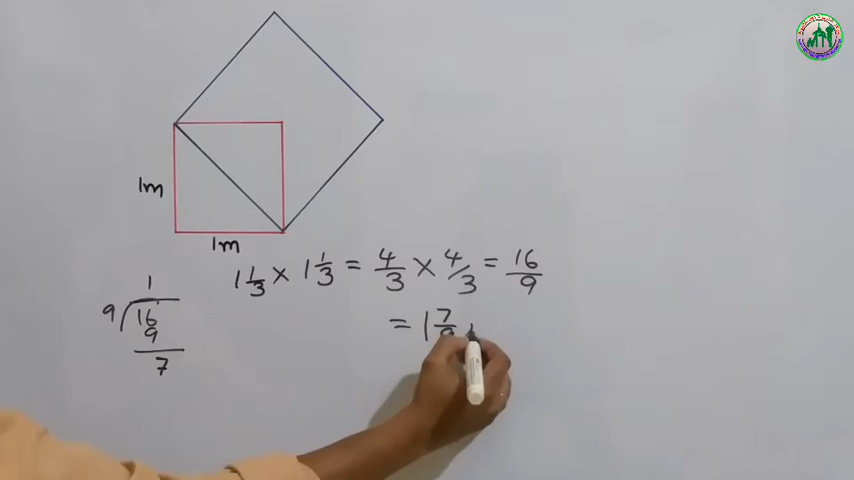 1m
1m
1 1/3 × 1 1/3 = 4/3 × 4/3 = 16/9
= 1 7/9
1
9 16
9
7